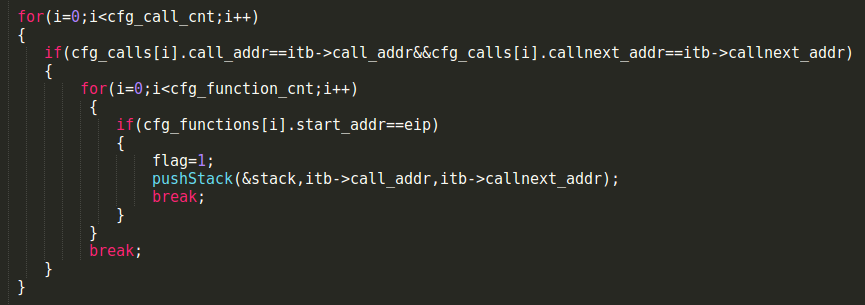 for(i=0;i<cfg_call_cnt;i++)
{
if(cfg_calls[i].call_addr==itb->call_addr&&cfg_calls[i].callnext_addr==itb->callnext_addr)
{
for(i=0;i<cfg_function_cnt;i++)
{
if(cfg_functions[i].start_addr==eip)
{
flag=1;
pushStack(&stack,itb->call_addr,itb->callnext_addr);
break;
}
}
break;
}
}